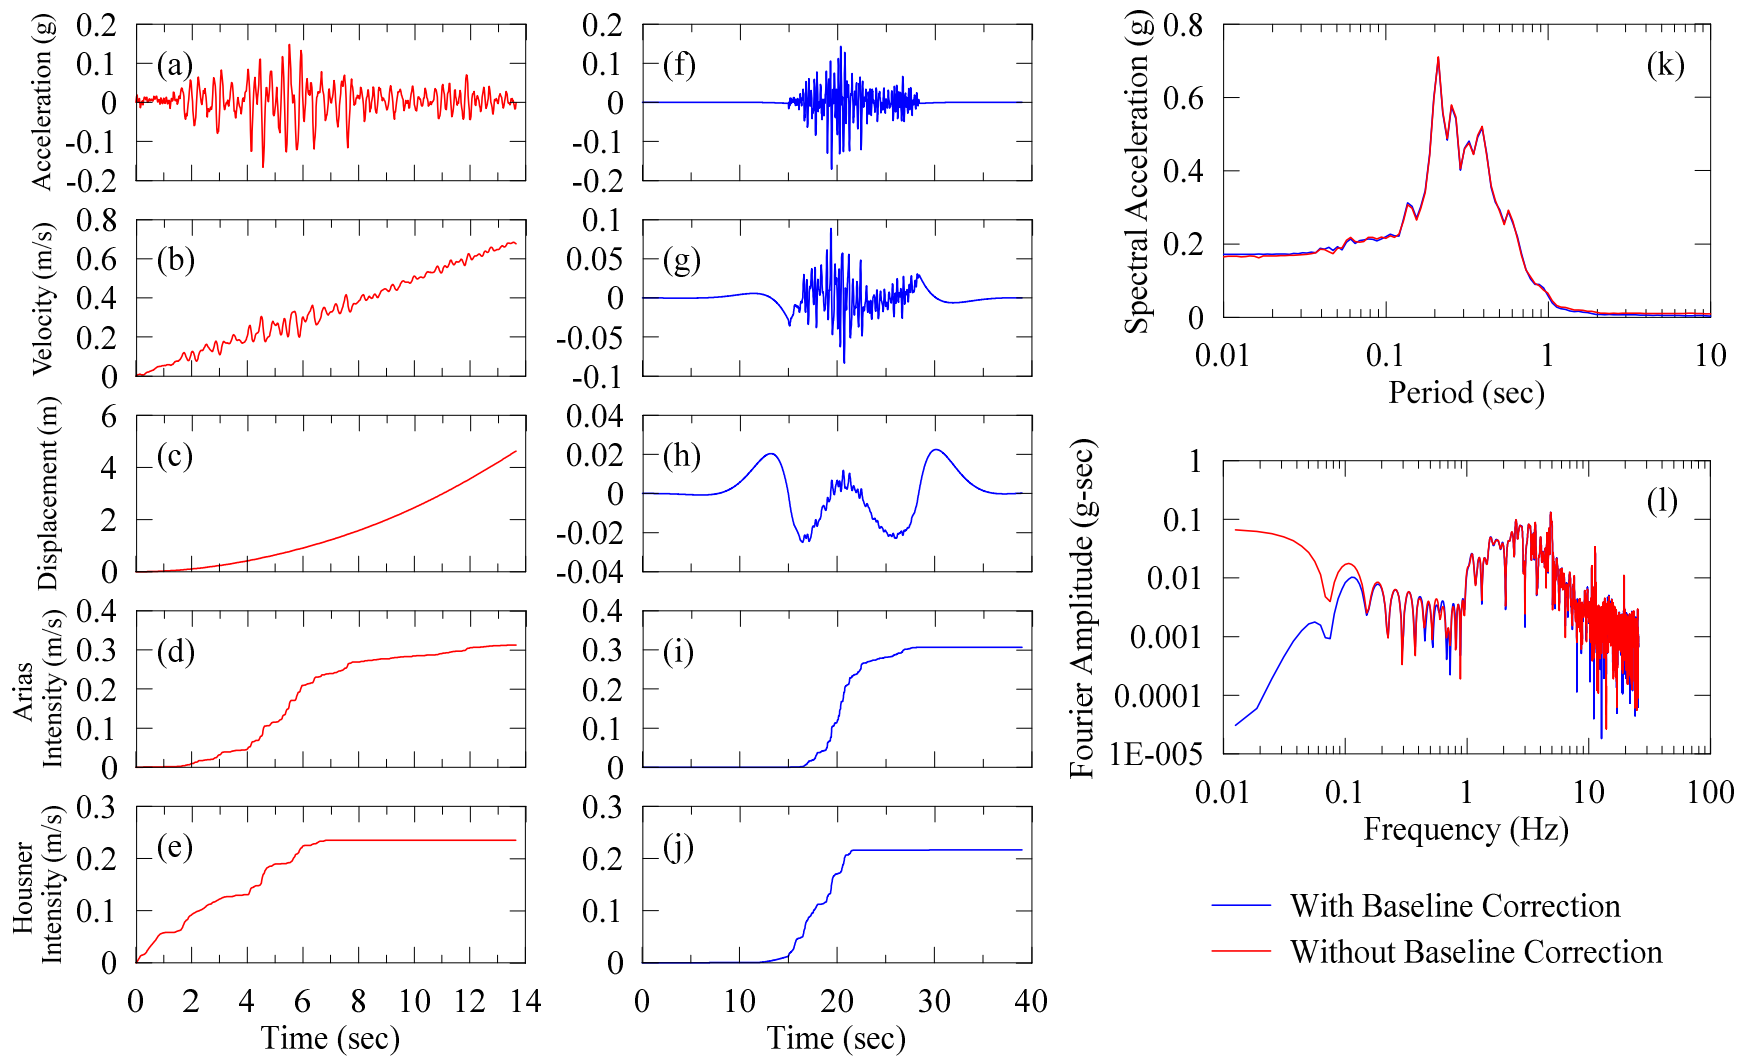 Acceleration (g)
0.2
0.1
0
-0.1
-0.2
(a)
Velocity (m/s)
0.8
0.6
0.4
0.2
0
(b)
Displacement (m)
6
4
2
0
(c)
Arias
Intensity (m/s)
0.4
0.3
0.2
0.1
0
(d)
Housner
Intensity (m/s)
0.3
0.2
0.1
0
(e)
0 2 4 6 8 10 12 14
Time (sec)
0.2
0.1
0
-0.1
-0.2
(f)
0.1
0.05
0
-0.05
-0.1
(g)
0.04
0.02
0
-0.02
-0.04
(h)
0.4
0.3
0.2
0.1
0
(i)
0.3
0.2
0.1
0
(j)
0 10 20 30 40
Time (sec)
Spectral Acceleration (g)
0.8
0.6
0.4
0.2
0
(k)
0.01 0.1 1 10
Period (sec)
Fourier Amplitude (g-sec)
1
0.1
0.01
0.001
0.0001
1E-005
(l)
0.01 0.1 1 10 100
Frequency (Hz)
With Baseline Correction
Without Baseline Correction